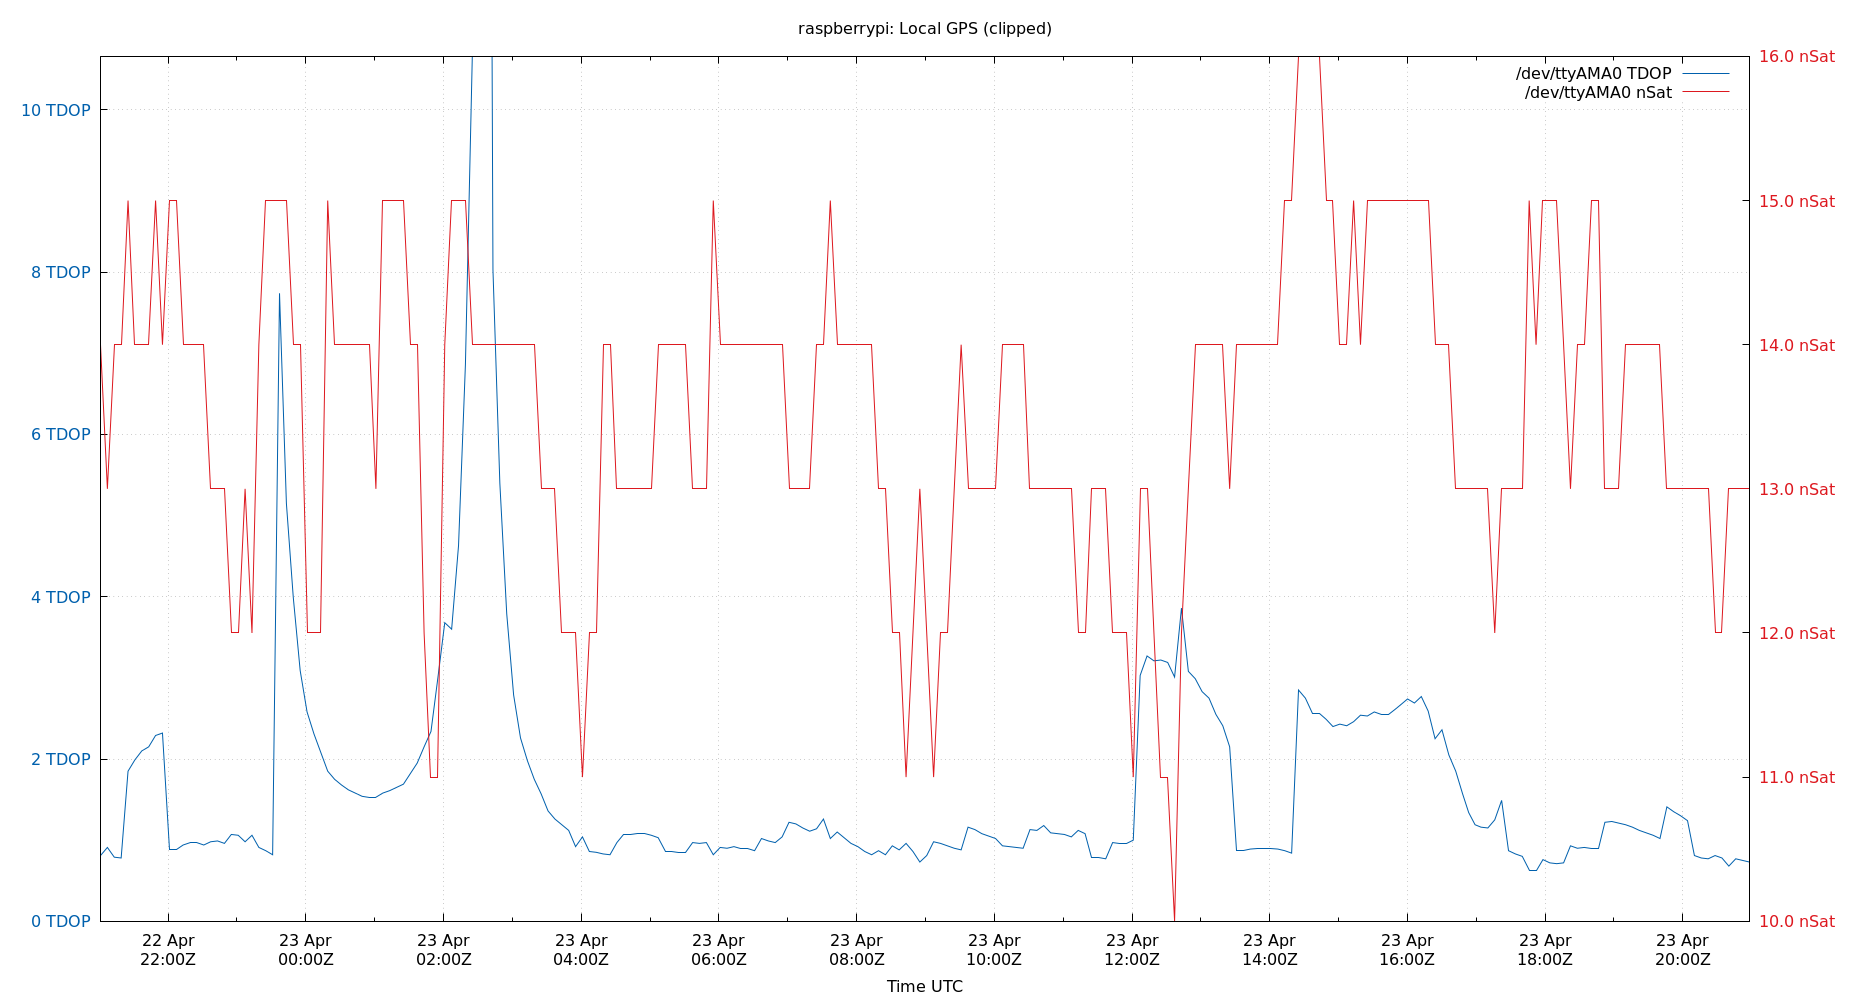 raspberrypi: Local GPS (clipped)
/dev/ttyAMA0 TDOP
/dev/ttyAMA0 nSat
10 TDOP
8 TDOP
6 TDOP
4 TDOP
2 TDOP
0 TDOP
16.0 nSat
15.0 nSat
14.0 nSat
13.0 nSat
12.0 nSat
11.0 nSat
10.0 nSat
22 Apr
22:00Z
23 Apr
00:00Z
23 Apr
02:00Z
23 Apr
04:00Z
23 Apr
06:00Z
23 Apr
08:00Z
23 Apr
10:00Z
23 Apr
12:00Z
23 Apr
14:00Z
23 Apr
16:00Z
23 Apr
18:00Z
23 Apr
20:00Z
Time UTC